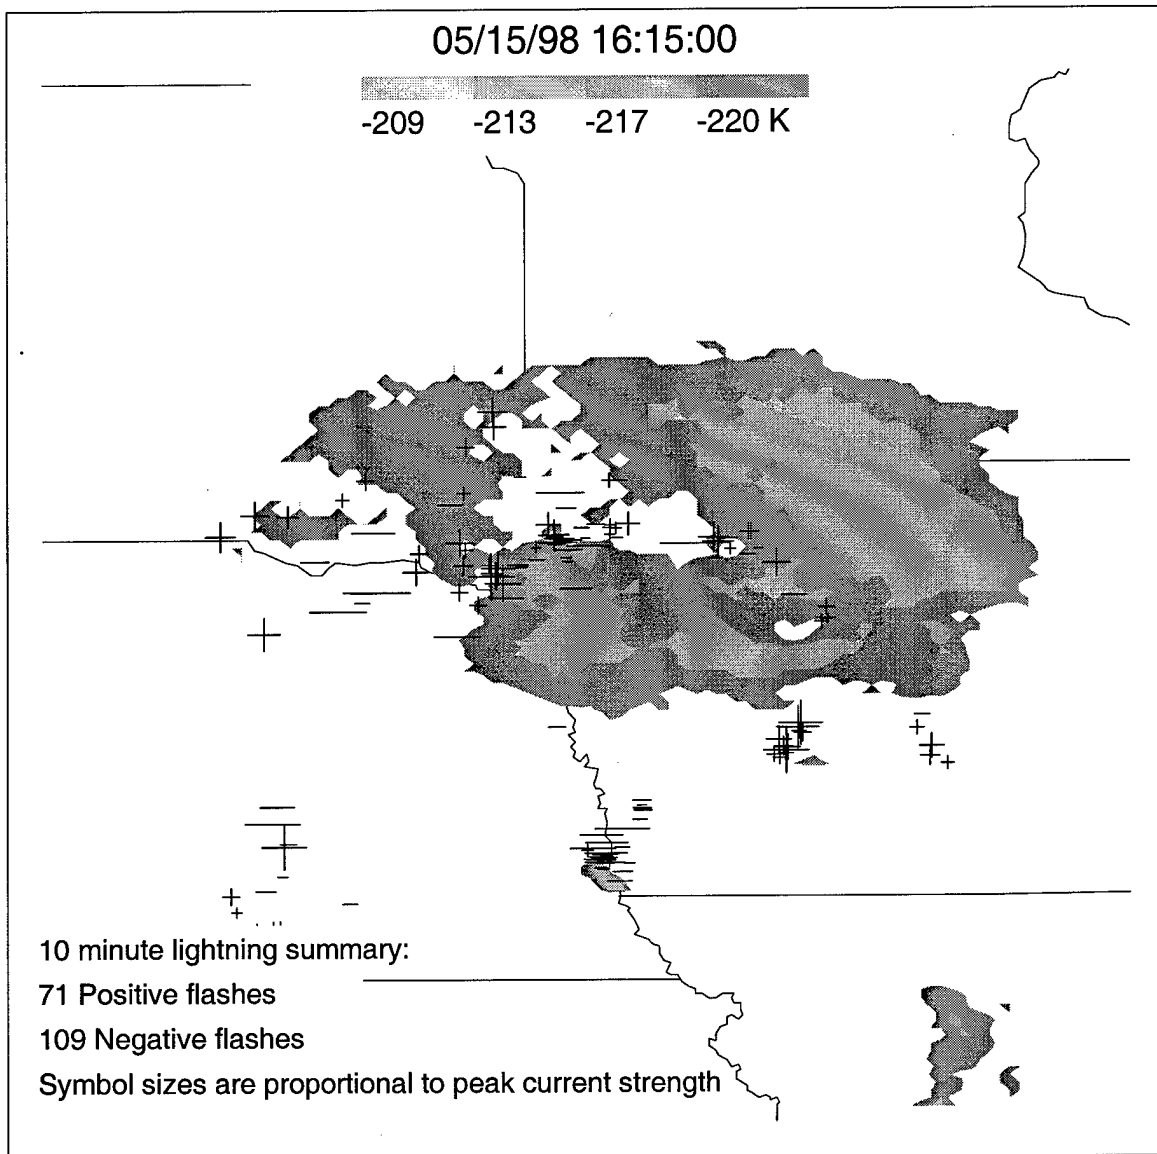 05/15/98 16:15:00
-209 -213 -217 -220 K
10 minute lightning summary:
71 Positive flashes
109 Negative flashes
Symbol sizes are proportional to peak current strength